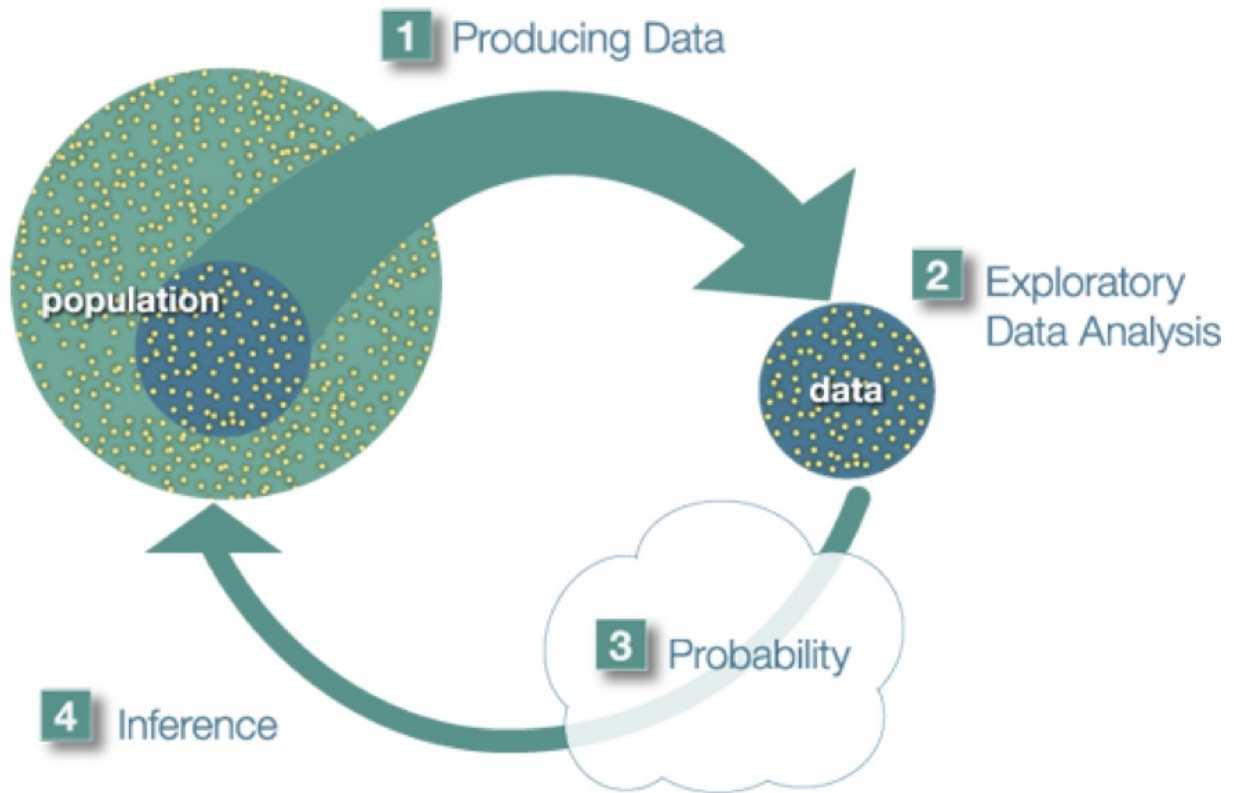 1 Producing Data
population
2 Exploratory
Data Analysis
data
3 Probability
4 Inference